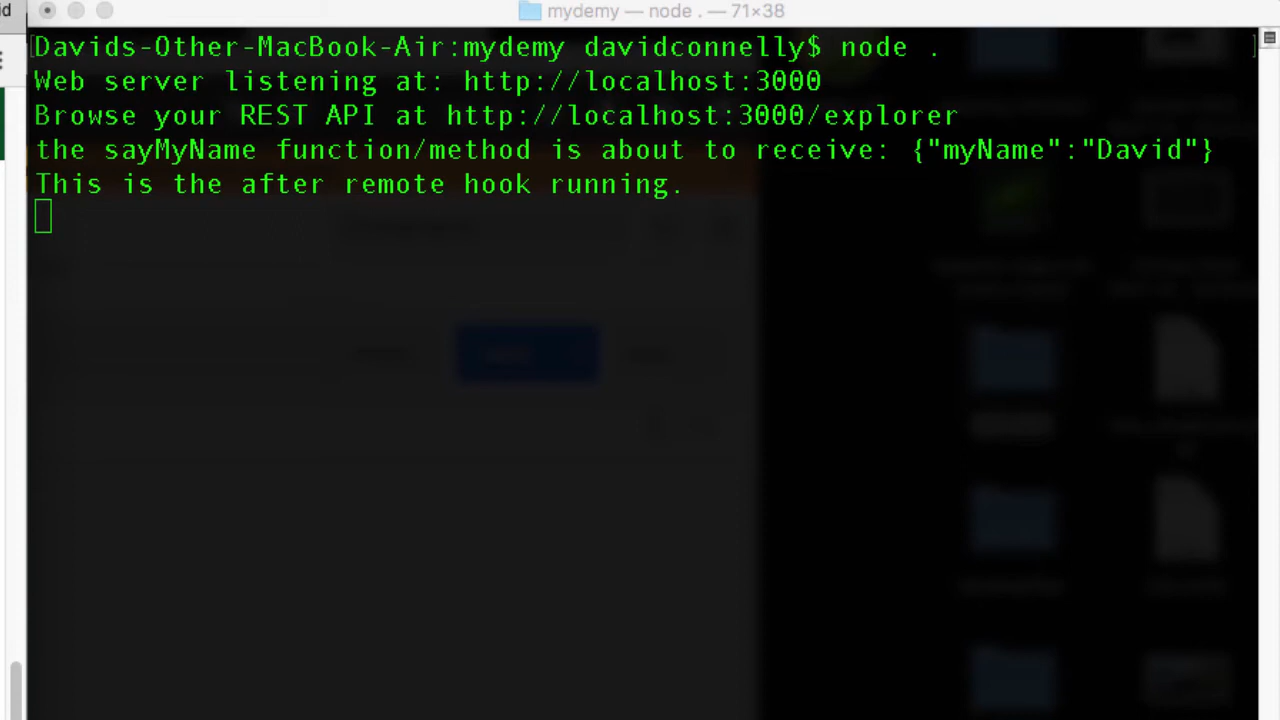 id
mydemy — node . — 71×38
Davids-Other-MacBook-Air:mydemy davidconnelly$ node .
Web server listening at: http://localhost:3000
Browse your REST API at http://localhost:3000/explorer
the sayMyName function/method is about to receive: {"myName":"David"}
This is the after remote hook running.